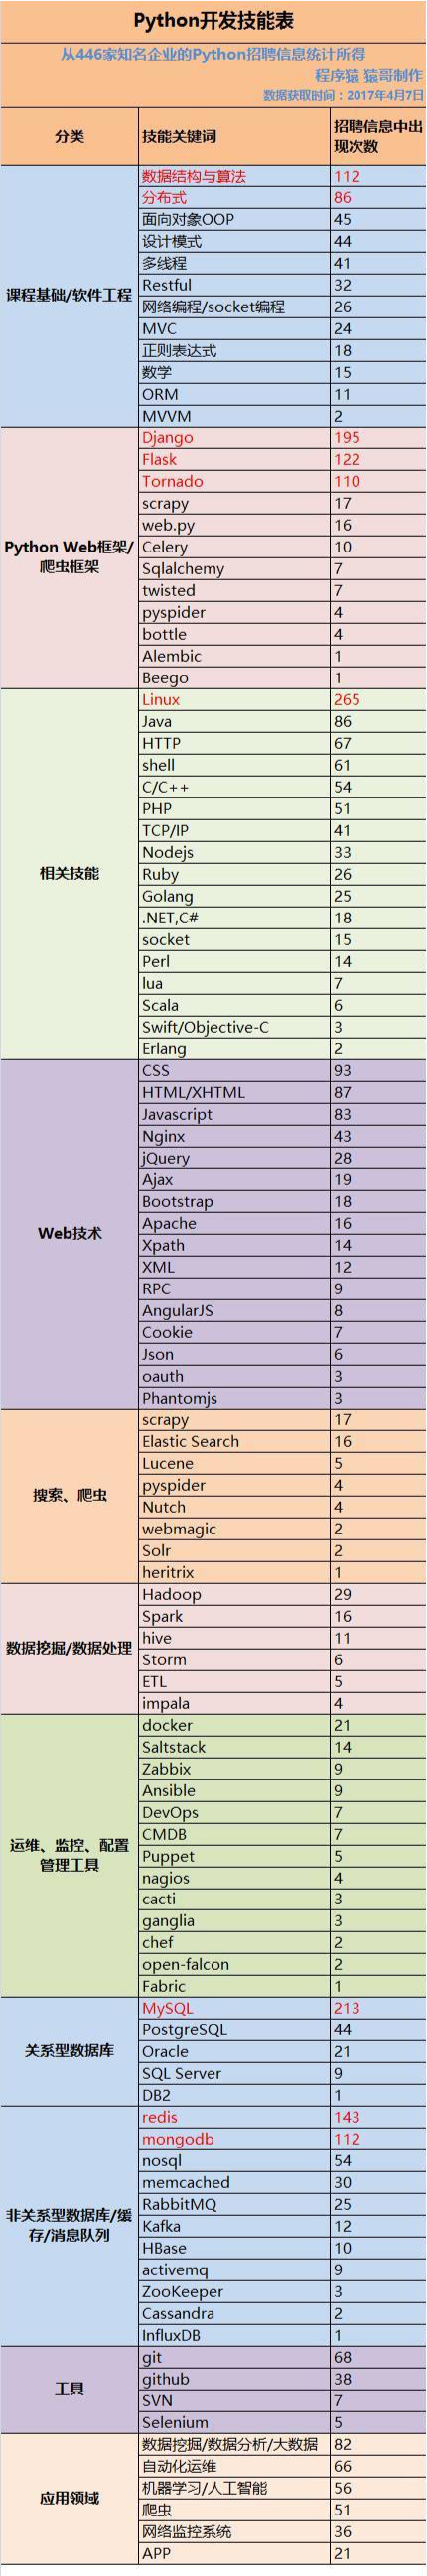 Python开发技能表
从446家知名企业的Python招聘信息统计所得
程序猿 猿哥制作
数据获取时间：2017年4月7日
分类 技能关键词 招聘信息中出现次数
课程基础/软件工程
数据结构与算法 112
分布式 86
面向对象OOP 45
设计模式 44
多线程 41
Restful 32
网络编程/socket编程 26
MVC 24
正则表达式 18
数学 15
ORM 11
MVVM 2
Python Web框架/爬虫框架
Django 195
Flask 122
Tornado 110
scrapy 17
web.py 16
Celery 10
Sqlalchemy 7
twisted 7
pyspider 4
bottle 4
Alembic 1
Beego 1
相关技能
Linux 265
Java 86
HTTP 67
shell 61
C/C++ 54
PHP 51
TCP/IP 41
Nodejs 33
Ruby 26
Golang 25
.NET,C# 18
socket 15
Perl 14
lua 7
Scala 6
Swift/Objective-C 3
Erlang 2
Web技术
CSS 93
HTML/XHTML 87
Javascript 83
Nginx 43
jQuery 28
Ajax 19
Bootstrap 18
Apache 16
Xpath 14
XML 12
RPC 9
AngularJS 8
Cookie 7
Json 6
oauth 3
Phantomjs 3
搜索、爬虫
scrapy 17
Elastic Search 16
Lucene 5
pyspider 4
Nutch 4
webmagic 2
Solr 2
heritrix 1
数据挖掘/数据处理
Hadoop 29
Spark 16
hive 11
Storm 6
ETL 5
impala 4
运维、监控、配置管理工具
docker 21
Saltstack 14
Zabbix 9
Ansible 9
DevOps 7
CMDB 7
Puppet 5
nagios 4
cacti 3
ganglia 3
chef 2
open-falcon 2
Fabric 1
关系型数据库
MySQL 213
PostgreSQL 44
Oracle 21
SQL Server 9
DB2 1
非关系型数据库/缓存/消息队列
redis 143
mongodb 112
nosql 54
memcached 30
RabbitMQ 25
Kafka 12
HBase 10
activemq 9
ZooKeeper 3
Cassandra 2
InfluxDB 1
工具
git 68
github 38
SVN 7
Selenium 5
应用领域
数据挖掘/数据分析/大数据 82
自动化运维 66
机器学习/人工智能 56
爬虫 51
网络监控系统 36
APP 21